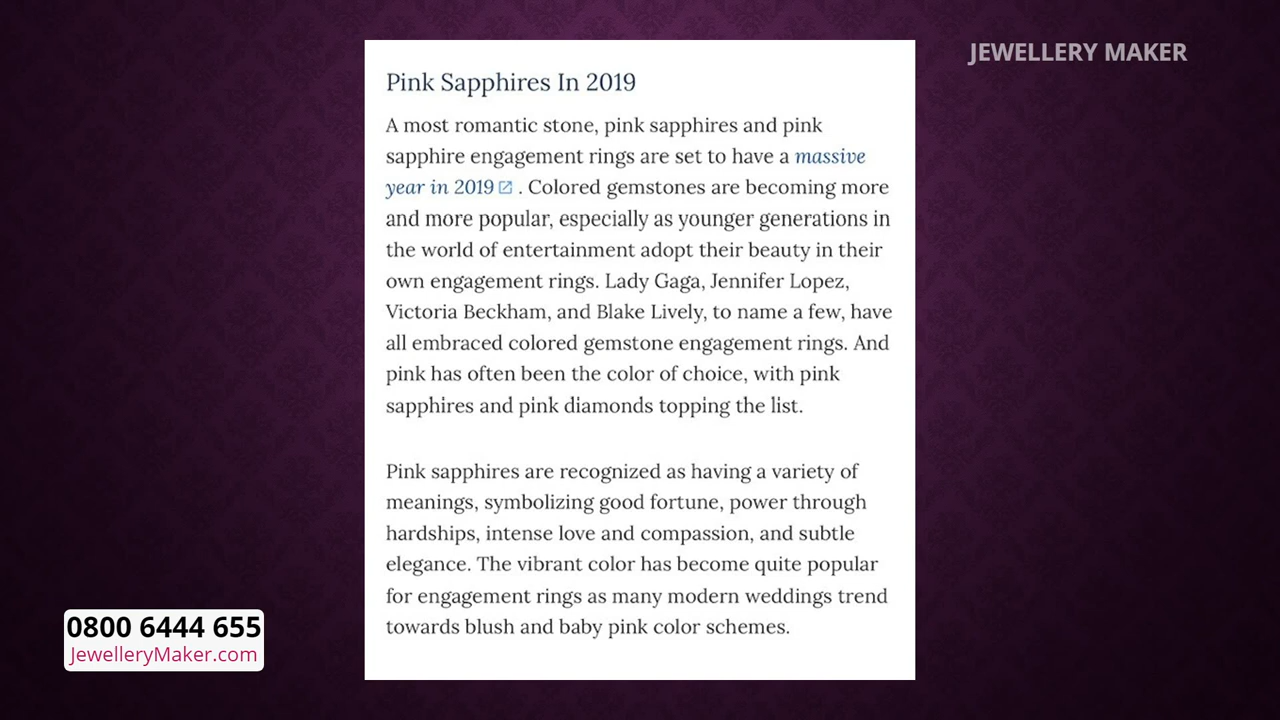 JEWELLERY MAKER
Pink Sapphires In 2019
A most romantic stone, pink sapphires and pink
sapphire engagement rings are set to have a massive
year in 2019 . Colored gemstones are becoming more
and more popular, especially as younger generations in
the world of entertainment adopt their beauty in their
own engagement rings. Lady Gaga, Jennifer Lopez,
Victoria Beckham, and Blake Lively, to name a few, have
all embraced colored gemstone engagement rings. And
pink has often been the color of choice, with pink
sapphires and pink diamonds topping the list.
Pink sapphires are recognized as having a variety of
meanings, symbolizing good fortune, power through
hardships, intense love and compassion, and subtle
elegance. The vibrant color has become quite popular
for engagement rings as many modern weddings trend
towards blush and baby pink color schemes.
0800 6444 655
JewelleryMaker.com